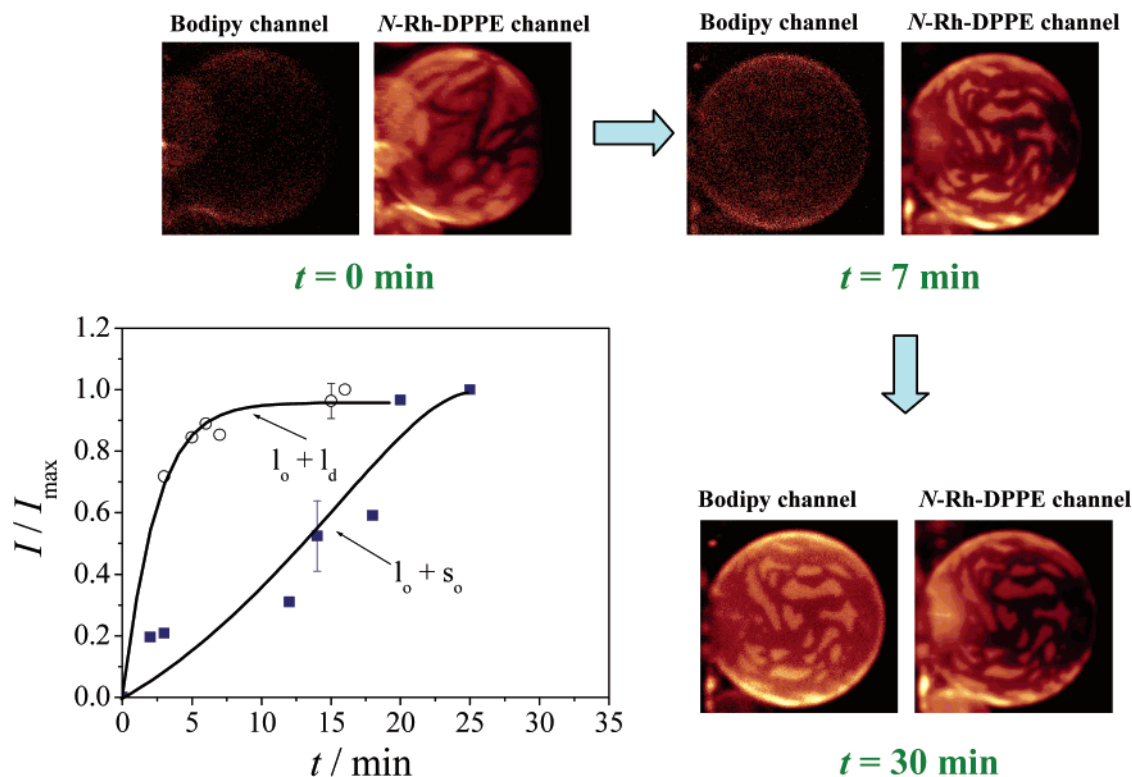 Bodipy channel N-Rh-DPPE channel Bodipy channel N-Rh-DPPE channel
t = 0 min t = 7 min
1.2
1.0
0.8
0.6
0.4
0.2
0.0
I / Imax
lo + ld
lo + so
0 5 10 15 20 25 30 35
t / min
Bodipy channel N-Rh-DPPE channel
t = 30 min